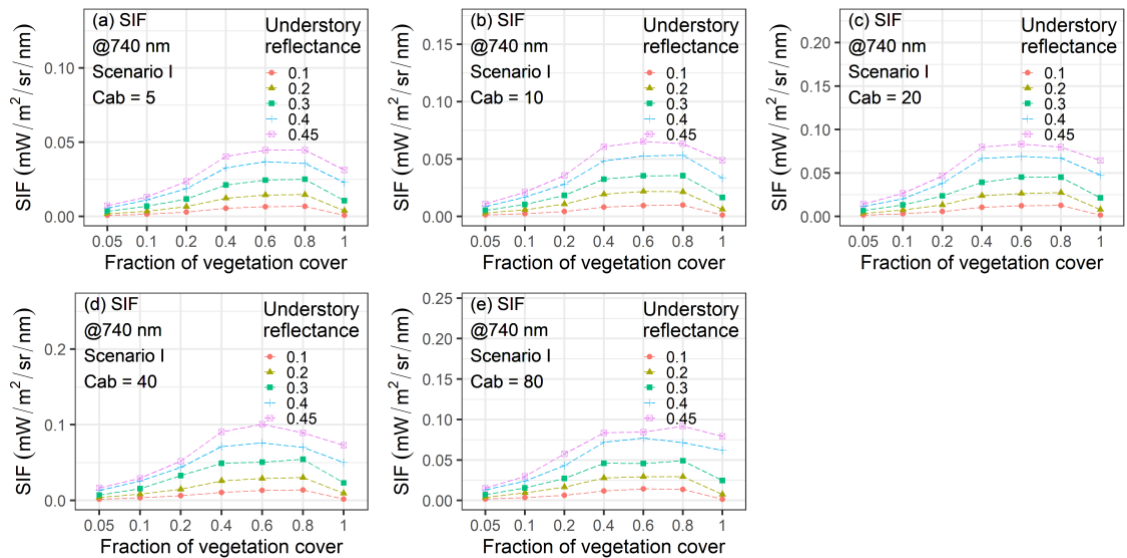 (a) SIF
@740 nm
Scenario I
Cab = 5
Understory
reflectance
0.1
0.2
0.3
0.4
0.45
SIF (mW/m²/sr/nm)
0.10
0.05
0.00
0.05 0.1 0.2 0.4 0.6 0.8 1
Fraction of vegetation cover
(b) SIF
@740 nm
Scenario I
Cab = 10
Understory
reflectance
0.1
0.2
0.3
0.4
0.45
SIF (mW/m²/sr/nm)
0.15
0.10
0.05
0.00
0.05 0.1 0.2 0.4 0.6 0.8 1
Fraction of vegetation cover
(c) SIF
@740 nm
Scenario I
Cab = 20
Understory
reflectance
0.1
0.2
0.3
0.4
0.45
SIF (mW/m²/sr/nm)
0.20
0.15
0.10
0.05
0.00
0.05 0.1 0.2 0.4 0.6 0.8 1
Fraction of vegetation cover
(d) SIF
@740 nm
Scenario I
Cab = 40
Understory
reflectance
0.1
0.2
0.3
0.4
0.45
SIF (mW/m²/sr/nm)
0.2
0.1
0.0
0.05 0.1 0.2 0.4 0.6 0.8 1
Fraction of vegetation cover
(e) SIF
@740 nm
Scenario I
Cab = 80
Understory
reflectance
0.1
0.2
0.3
0.4
0.45
SIF (mW/m²/sr/nm)
0.25
0.20
0.15
0.10
0.05
0.00
0.05 0.1 0.2 0.4 0.6 0.8 1
Fraction of vegetation cover